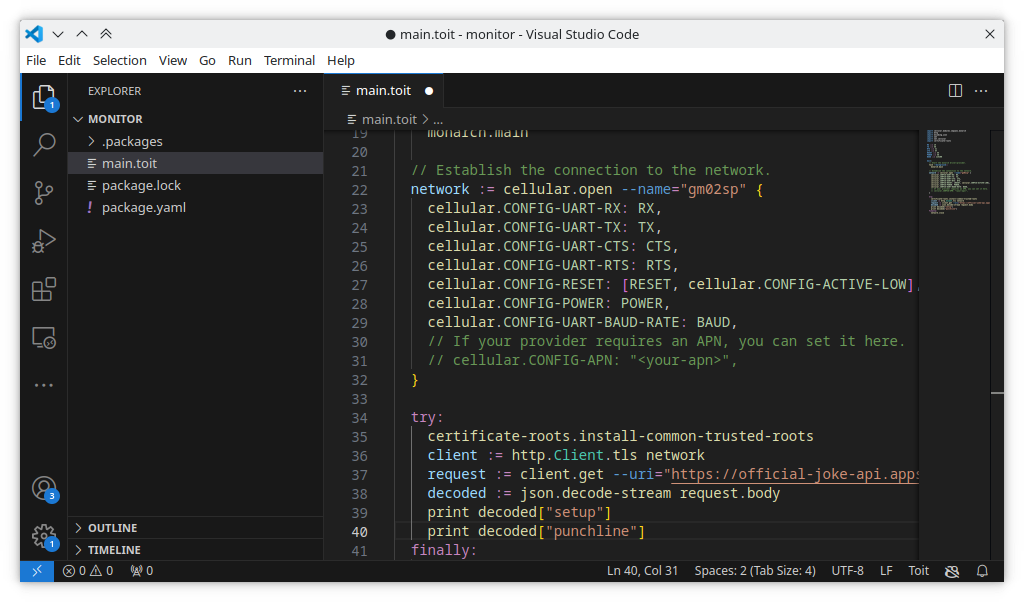 main.toit - monitor - Visual Studio Code
File Edit Selection View Go Run Terminal Help
EXPLORER
MONITOR
.packages
main.toit
package.lock
! package.yaml
OUTLINE
TIMELINE
1
3
1
main.toit
main.toit > ...
19 monarch.main
20
21 // Establish the connection to the network.
22 network := cellular.open --name="gm02sp" {
23 cellular.CONFIG-UART-RX: RX,
24 cellular.CONFIG-UART-TX: TX,
25 cellular.CONFIG-UART-CTS: CTS,
26 cellular.CONFIG-UART-RTS: RTS,
27 cellular.CONFIG-RESET: [RESET, cellular.CONFIG-ACTIVE-LOW],
28 cellular.CONFIG-POWER: POWER,
29 cellular.CONFIG-UART-BAUD-RATE: BAUD,
30 // If your provider requires an APN, you can set it here.
31 // cellular.CONFIG-APN: "<your-apn>",
32 }
33
34 try:
35 certificate-roots.install-common-trusted-roots
36 client := http.Client.tls network
37 request := client.get --uri="https://official-joke-api.apps
38 decoded := json.decode-stream request.body
39 print decoded["setup"]
40 print decoded["punchline"]
41 finally:
0 0 0 Ln 40, Col 31 Spaces: 2 (Tab Size: 4) UTF-8 LF Toit